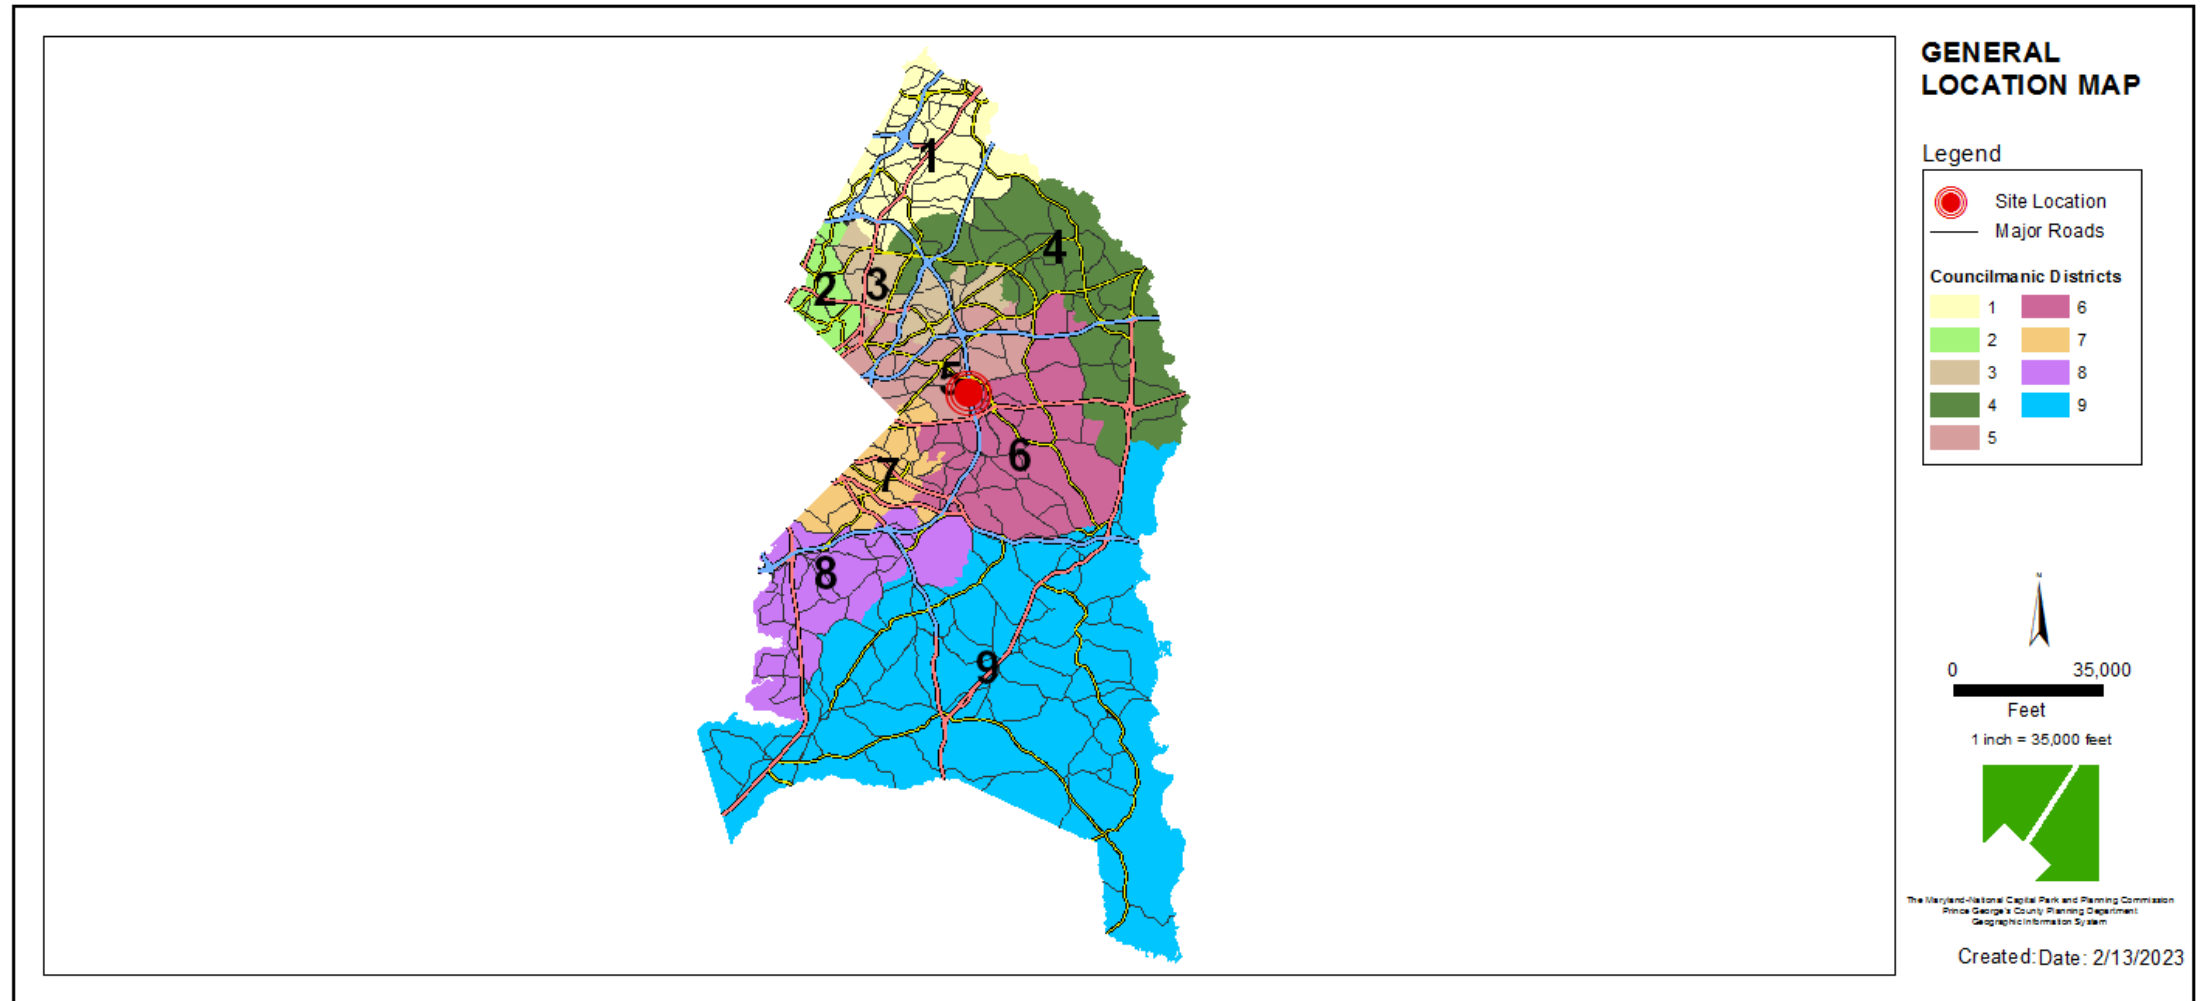 GENERAL
LOCATION MAP
Legend
Site Location
Major Roads
Councilmanic Districts
1 6
2 7
3 8
4 9
5
1
4
2
3
5
6
7
8
9
N
0 35,000
Feet
1 inch = 35,000 feet
The Maryland-National Capital Park and Planning Commission
Prince George's County Planning Department
Geographic Information System
Created: Date: 2/13/2023